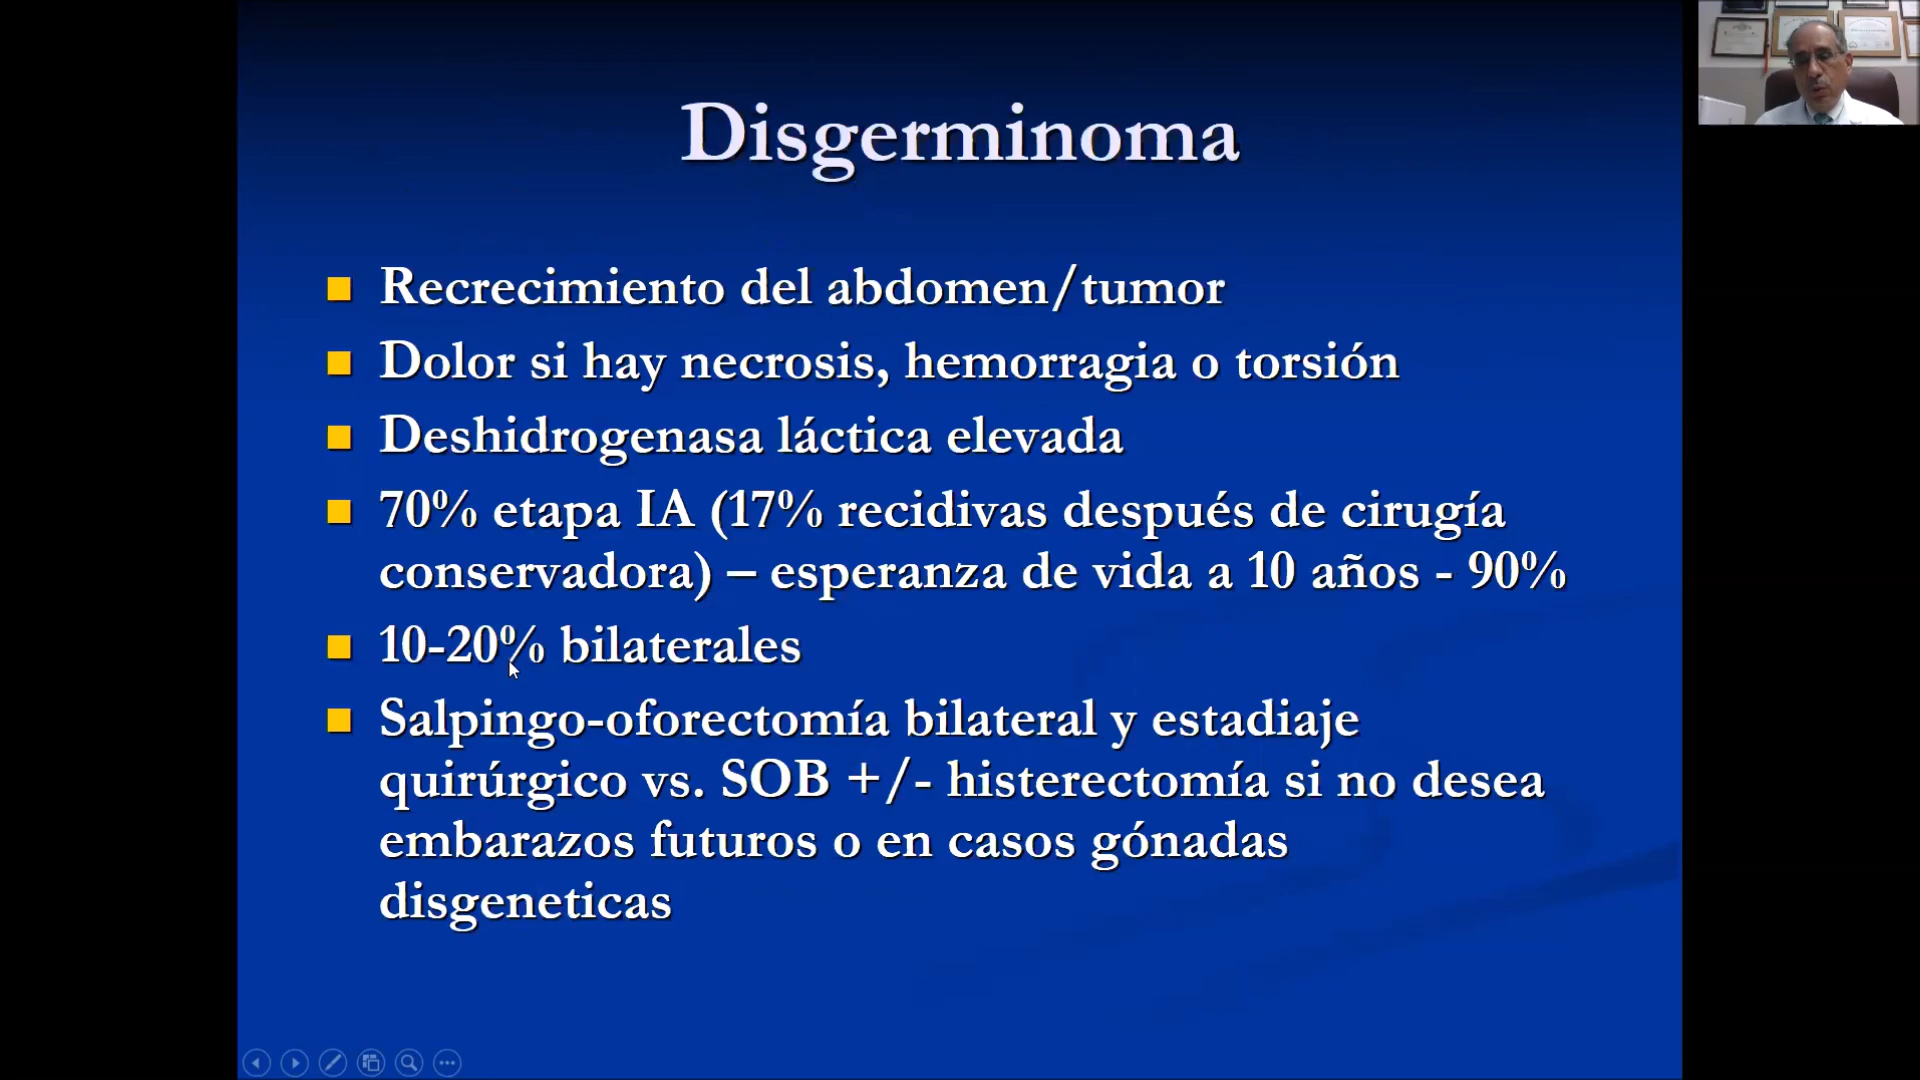 Disgerminoma
Recrecimiento del abdomen/tumor
Dolor si hay necrosis, hemorragia o torsión
Deshidrogenasa láctica elevada
70% etapa IA (17% recidivas después de cirugía
conservadora) – esperanza de vida a 10 años - 90%
10-20% bilaterales
Salpingo-oforectomía bilateral y estadiaje
quirúrgico vs. SOB +/- histerectomía si no desea
embarazos futuros o en casos gónadas
disgeneticas